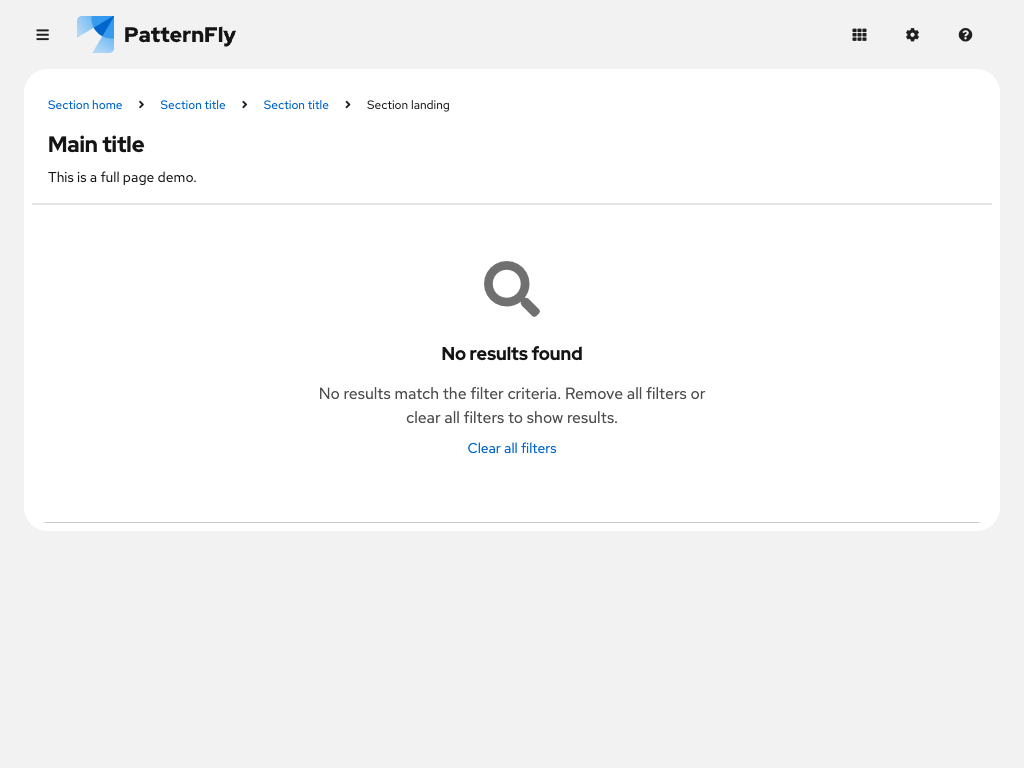 PatternFly
Section home
Section title
Section title
Section landing
Main title
This is a full page demo.
No results found
No results match the filter criteria. Remove all filters or
clear all filters to show results.
Clear all filters